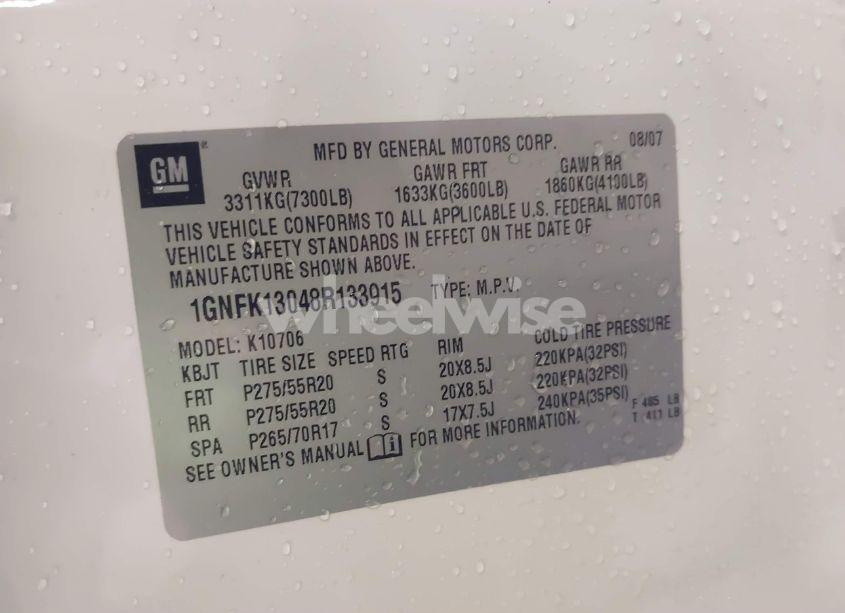 GM
MFD BY GENERAL MOTORS CORP. 08/07
GVWR GAWR FRT GAWR RR
3311KG(7300LB) 1633KG(3600LB) 1860KG(4100LB)
THIS VEHICLE CONFORMS TO ALL APPLICABLE U.S. FEDERAL MOTOR
VEHICLE SAFETY STANDARDS IN EFFECT ON THE DATE OF
MANUFACTURE SHOWN ABOVE.
1GNFK13048R133915 TYPE: M.P.V.
wheelwise
MODEL: K10706
KBJT TIRE SIZE SPEED RTG RIM COLD TIRE PRESSURE
FRT P275/55R20 S 20X8.5J 220KPA(32PSI)
RR P275/55R20 S 20X8.5J 220KPA(32PSI)
SPA P265/70R17 S 17X7.5J 240KPA(35PSI)
F 485 LB
T 411 LB
SEE OWNER'S MANUAL FOR MORE INFORMATION.